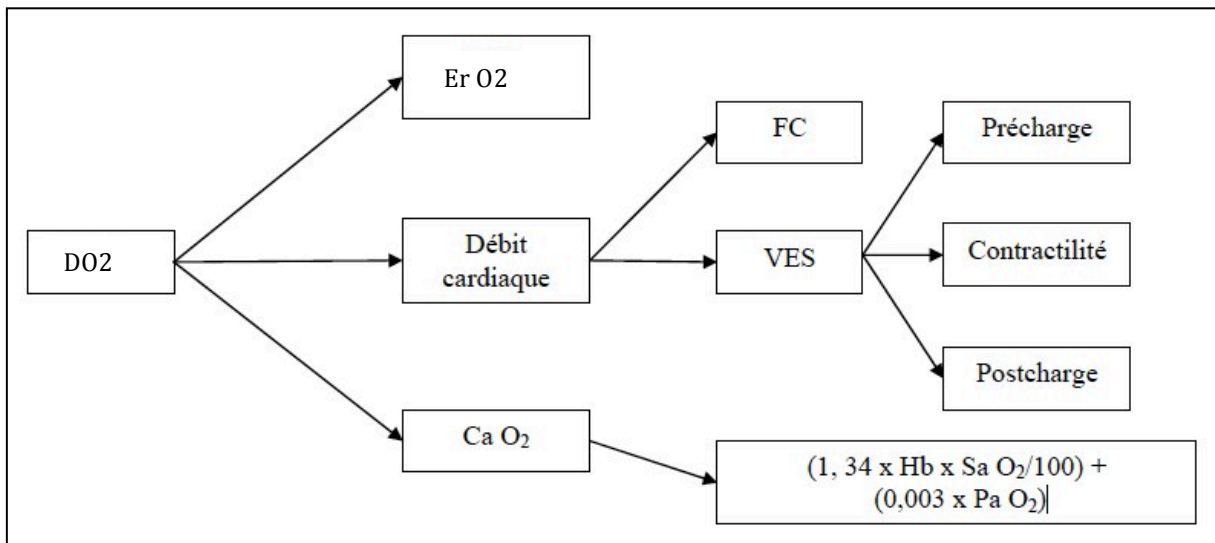 Er O2
FC
Précharge
DO2
Débit
cardiaque
VES
Contractilité
Postcharge
Ca O₂
(1, 34 x Hb x Sa O₂/100) +
(0,003 x Pa O₂)